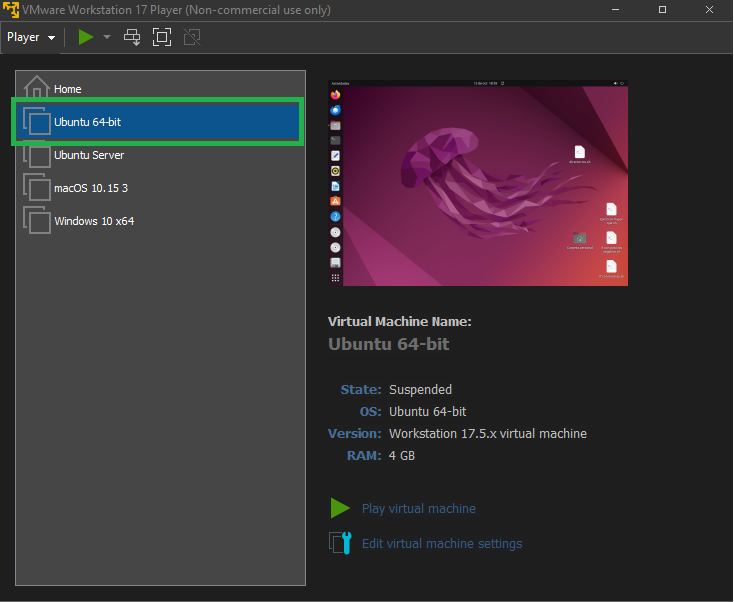 VMware Workstation 17 Player (Non-commercial use only)
Player
Home
Ubuntu 64-bit
Ubuntu Server
macOS 10.15 3
Windows 10 x64
Virtual Machine Name:
Ubuntu 64-bit
State: Suspended
OS: Ubuntu 64-bit
Version: Workstation 17.5.x virtual machine
RAM: 4 GB
Play virtual machine
Edit virtual machine settings